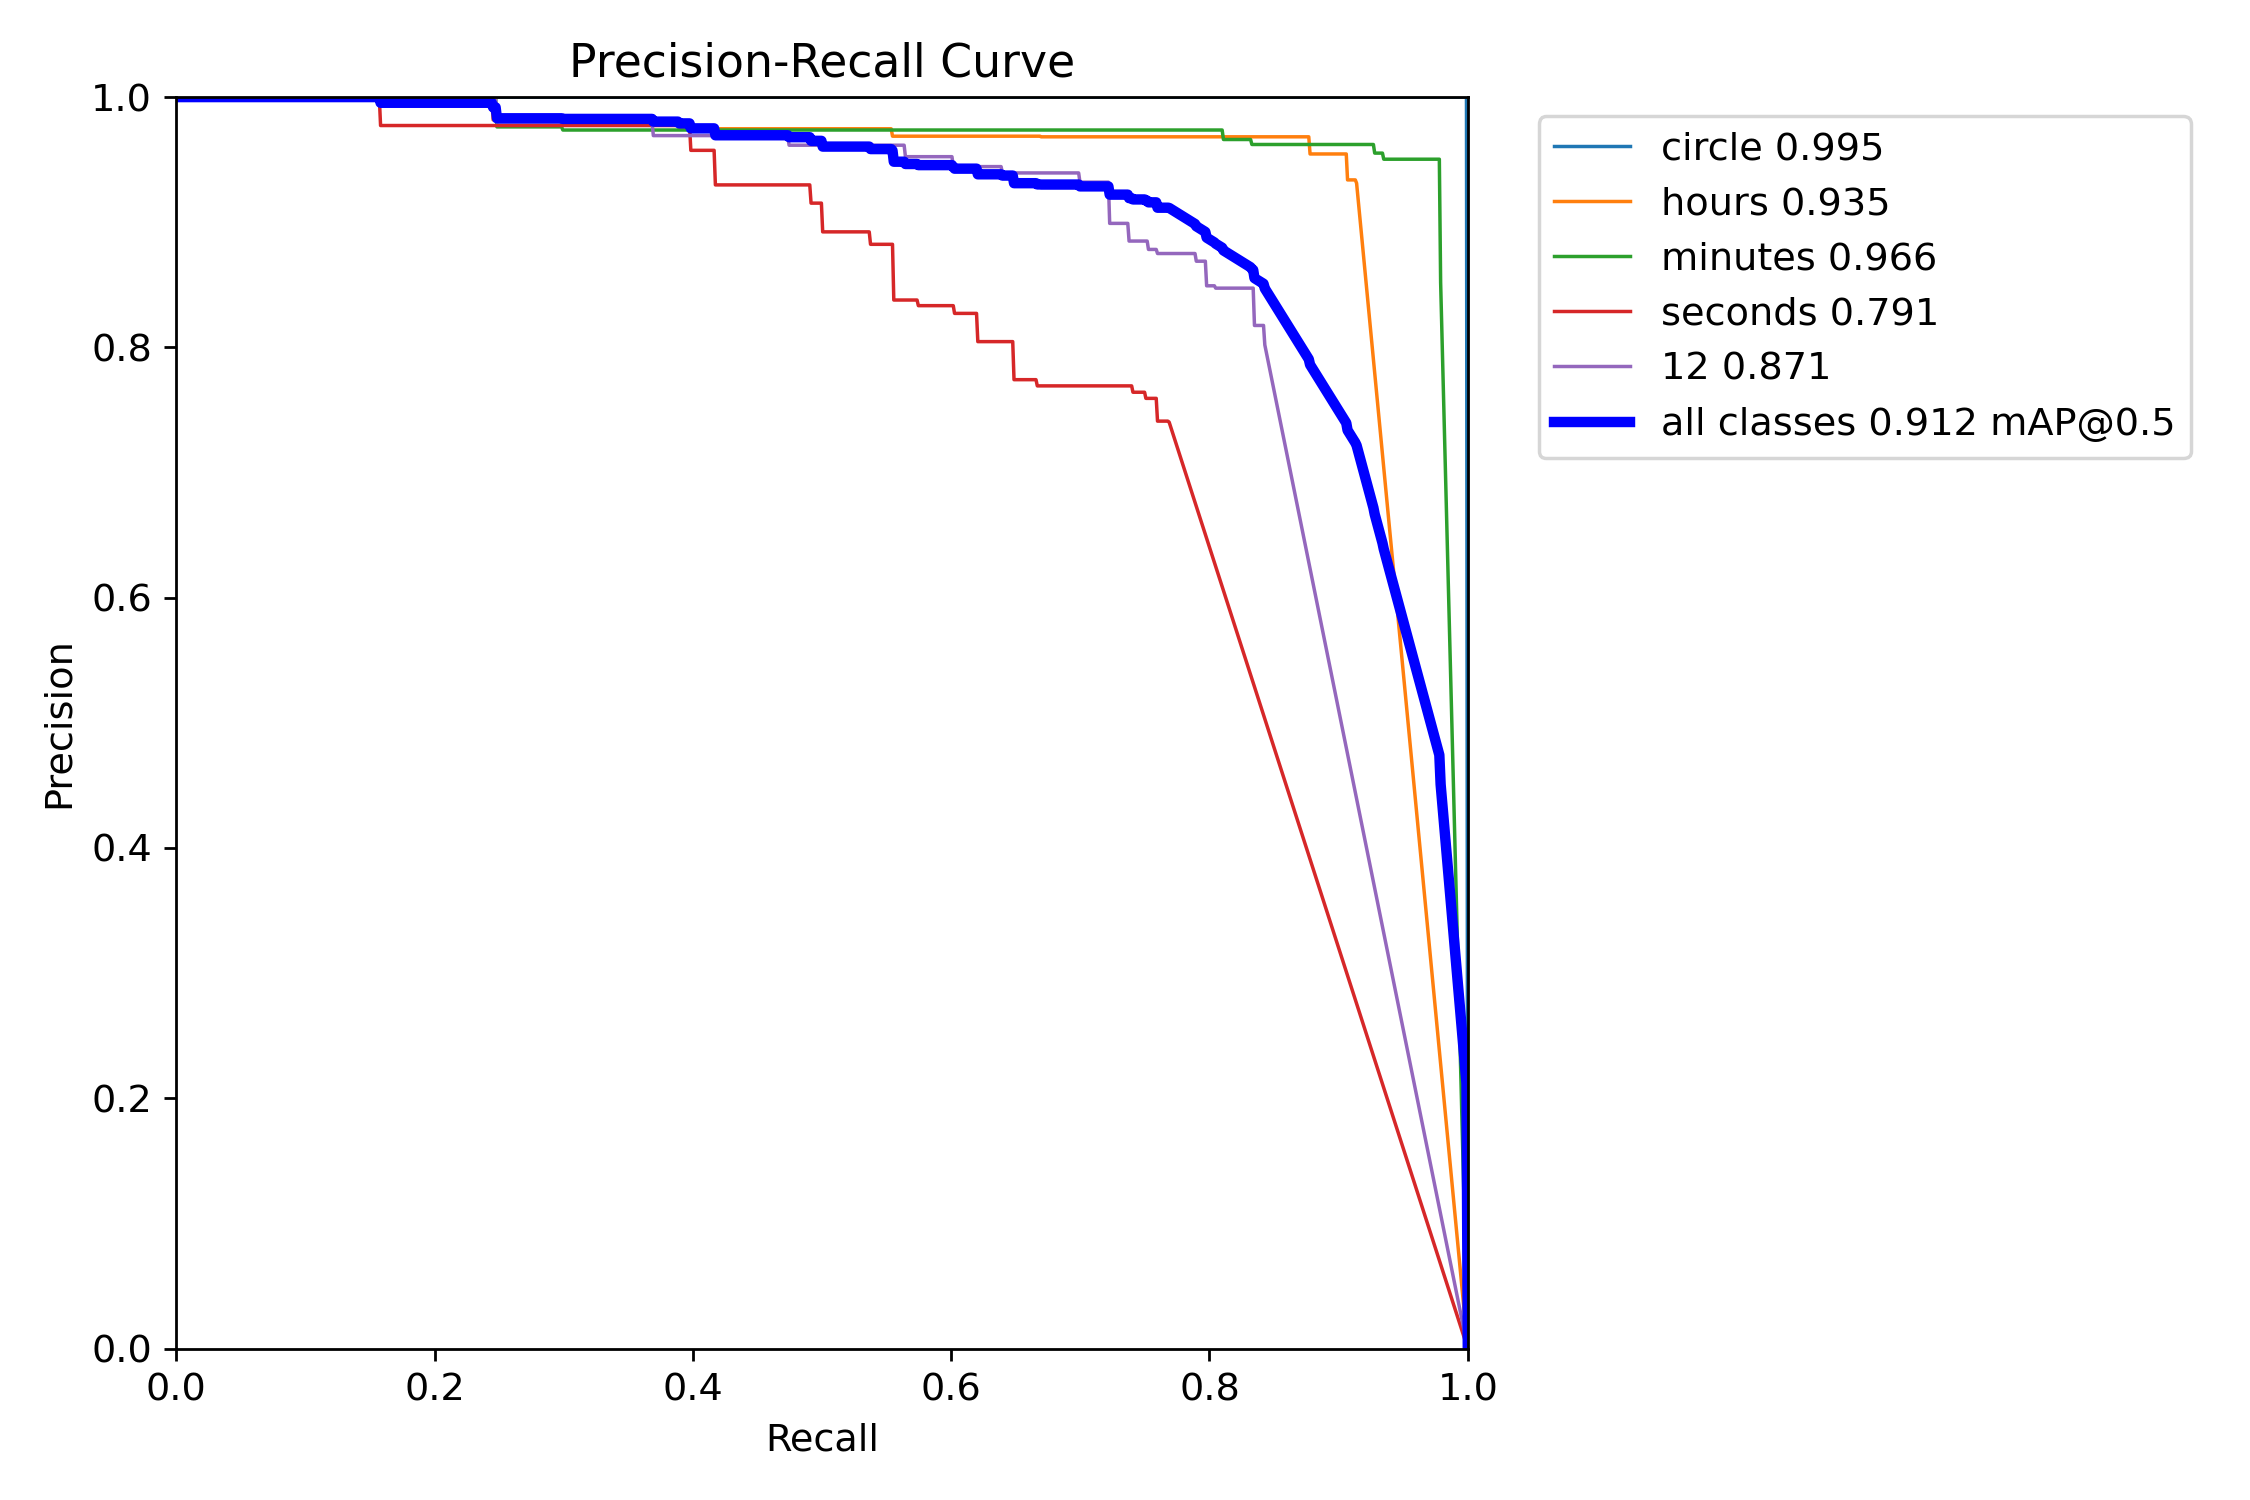 Precision-Recall Curve
1.0
0.8
0.6
0.4
0.2
0.0
Precision
0.0 0.2 0.4 0.6 0.8 1.0
Recall
circle 0.995
hours 0.935
minutes 0.966
seconds 0.791
12 0.871
all classes 0.912 mAP@0.5